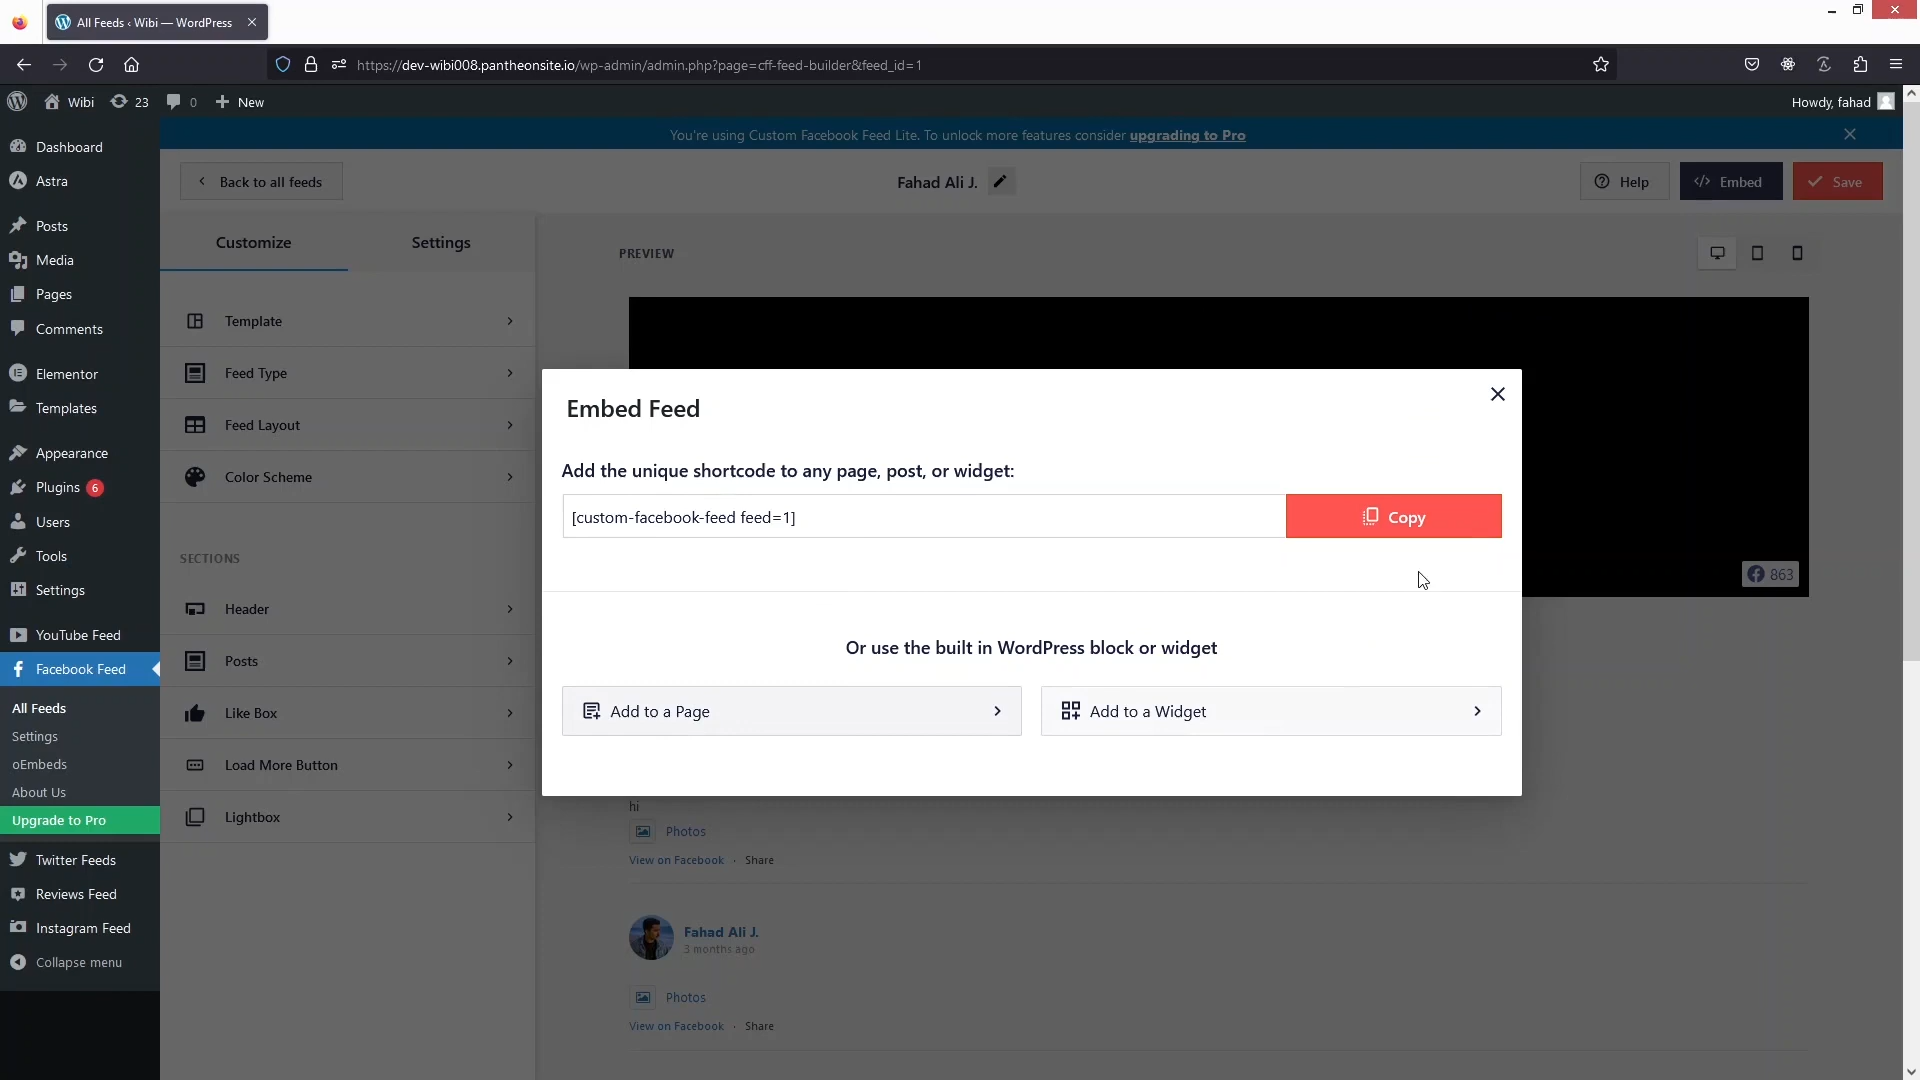 All Feeds ‹ Wibi — WordPress
https://dev-wibi008.pantheonsite.io/wp-admin/admin.php?page=cff-feed-builder&feed_id=1
Wibi
23
0
New
Howdy, fahad
You're using Custom Facebook Feed Lite. To unlock more features consider upgrading to Pro
Dashboard
Astra
Posts
Media
Pages
Comments
Elementor
Templates
Appearance
Plugins 6
Users
Tools
Settings
YouTube Feed
Facebook Feed
All Feeds
Settings
oEmbeds
About Us
Upgrade to Pro
Twitter Feeds
Reviews Feed
Instagram Feed
Collapse menu
Back to all feeds
Fahad Ali J.
Help
Embed
Save
Customize
Settings
Template
Feed Type
Feed Layout
Color Scheme
SECTIONS
Header
Posts
Like Box
Load More Button
Lightbox
PREVIEW
863
Embed Feed
Add the unique shortcode to any page, post, or widget:
[custom-facebook-feed feed=1]
Copy
Or use the built in WordPress block or widget
Add to a Page
Add to a Widget
hi
Photos
View on Facebook · Share
Fahad Ali J.
3 months ago
Photos
View on Facebook · Share